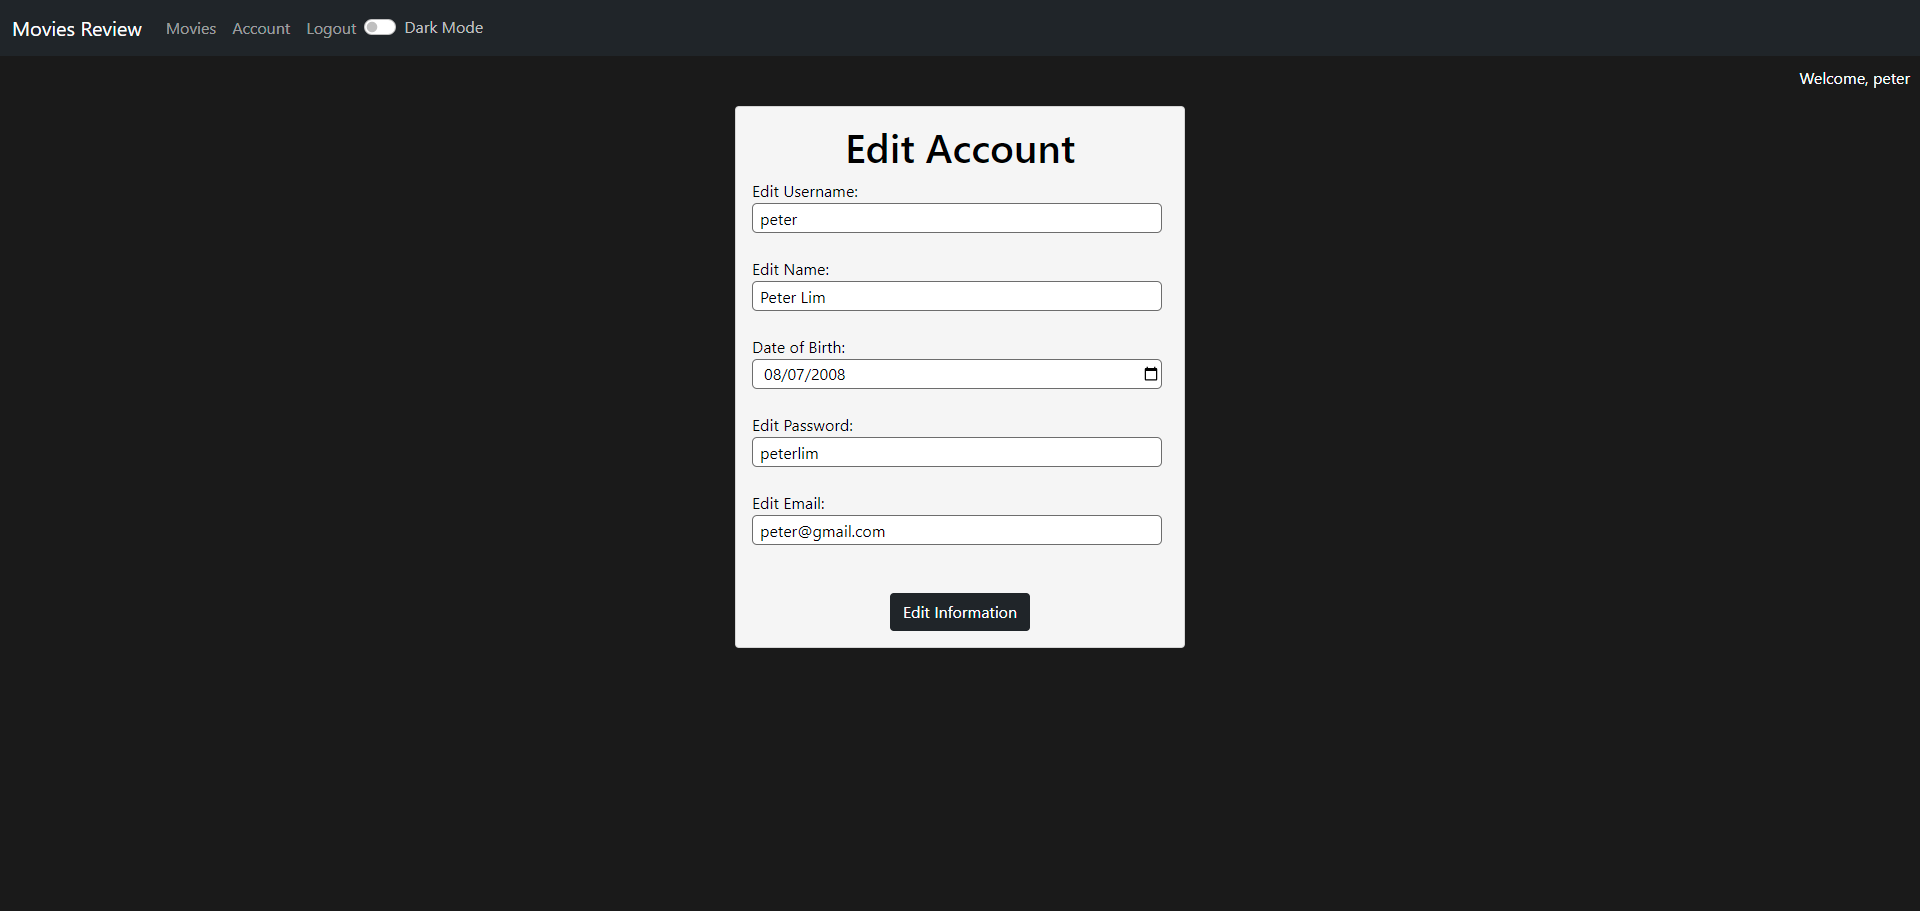 Movies Review Movies Account Logout Dark Mode
Welcome, peter
Edit Account
Edit Username:
peter
Edit Name:
Peter Lim
Date of Birth:
08/07/2008
Edit Password:
peterlim
Edit Email:
peter@gmail.com
Edit Information